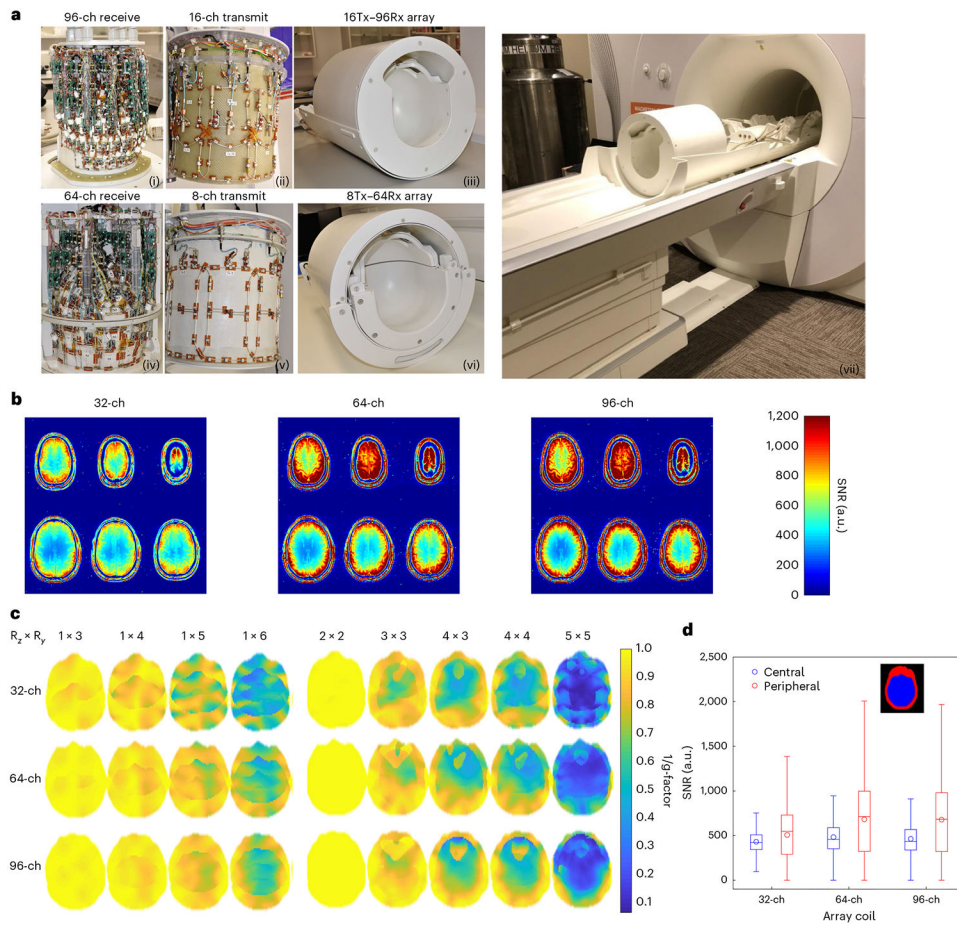 a
96-ch receive
16-ch transmit
16Tx–96Rx array
(i)
(ii)
(iii)
64-ch receive
8-ch transmit
8Tx–64Rx array
(iv)
(v)
(vi)
HELIUM
(vii)
b
32-ch
64-ch
96-ch
1,200
1,000
800
600
400
200
0
SNR (a.u.)
c
Rz × Ry
1 × 3
1 × 4
1 × 5
1 × 6
2 × 2
3 × 3
4 × 3
4 × 4
5 × 5
32-ch
64-ch
96-ch
1.0
0.9
0.8
0.7
0.6
0.5
0.4
0.3
0.2
0.1
1/g-factor
d
2,500
2,000
1,500
1,000
500
0
SNR (a.u.)
Central
Peripheral
32-ch
64-ch
96-ch
Array coil